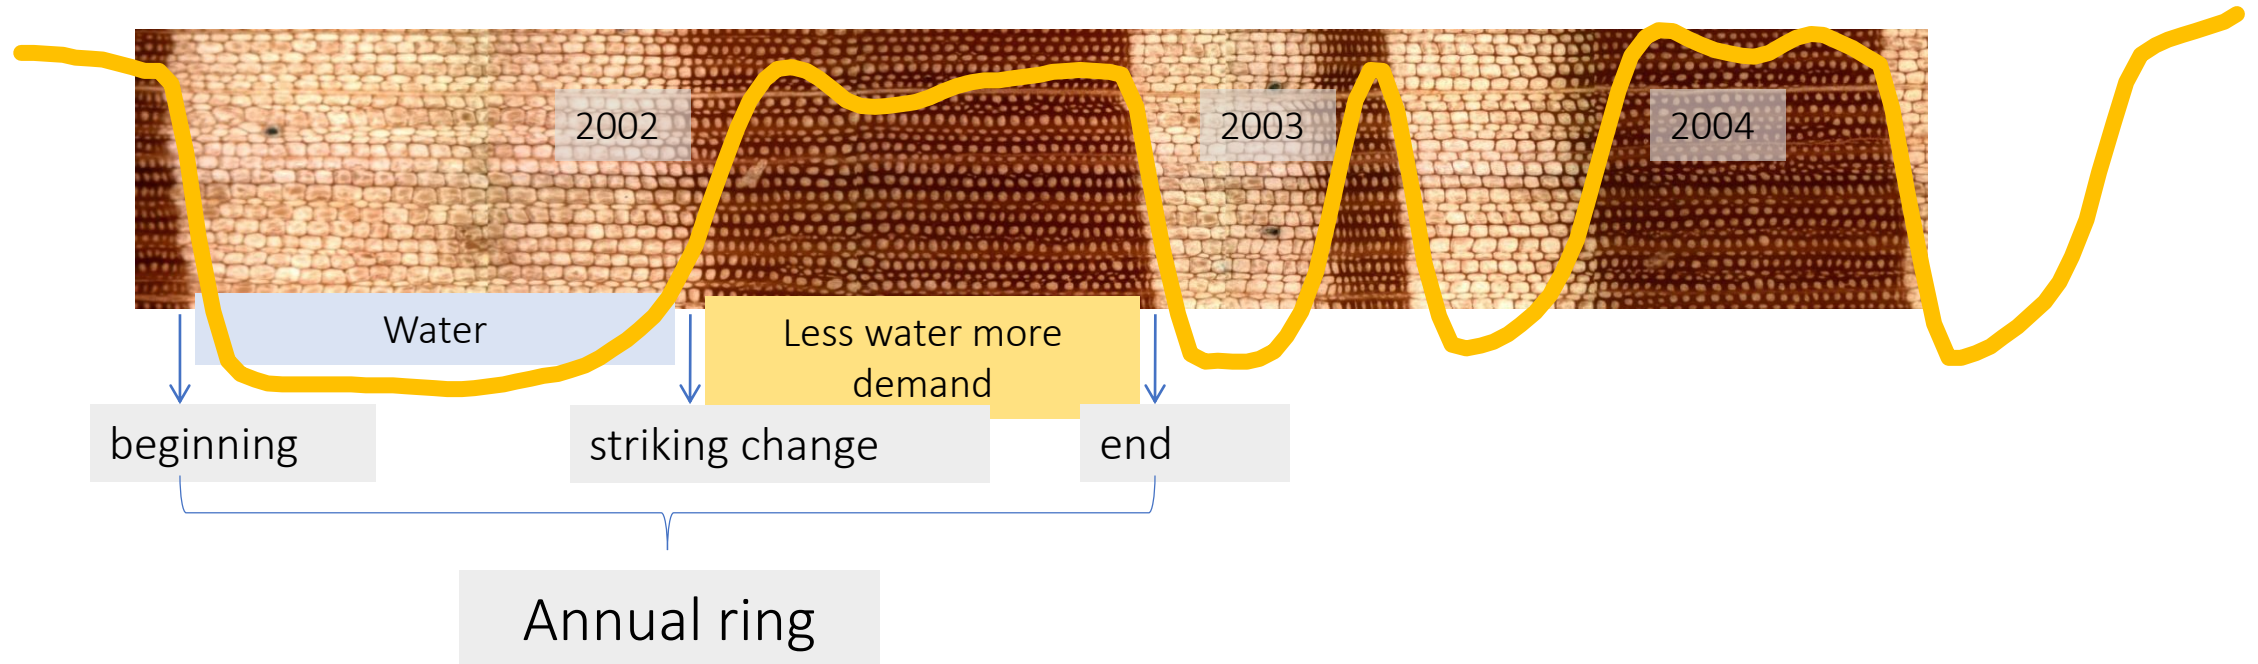 2002
2003
2004
Water
Less water more
demand
beginning
striking change
end
Annual ring